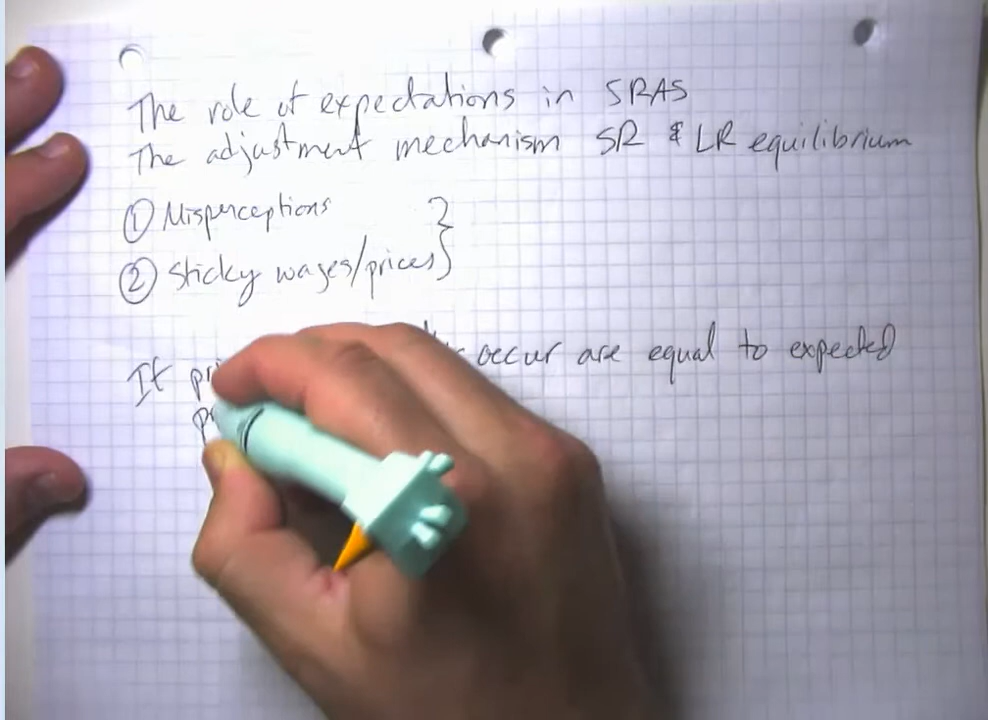 The role of expectations in SRAS
The adjustment mechanism SR & LR equilibrium
① Misperceptions
② Sticky wages/prices }
If occur are equal to expected